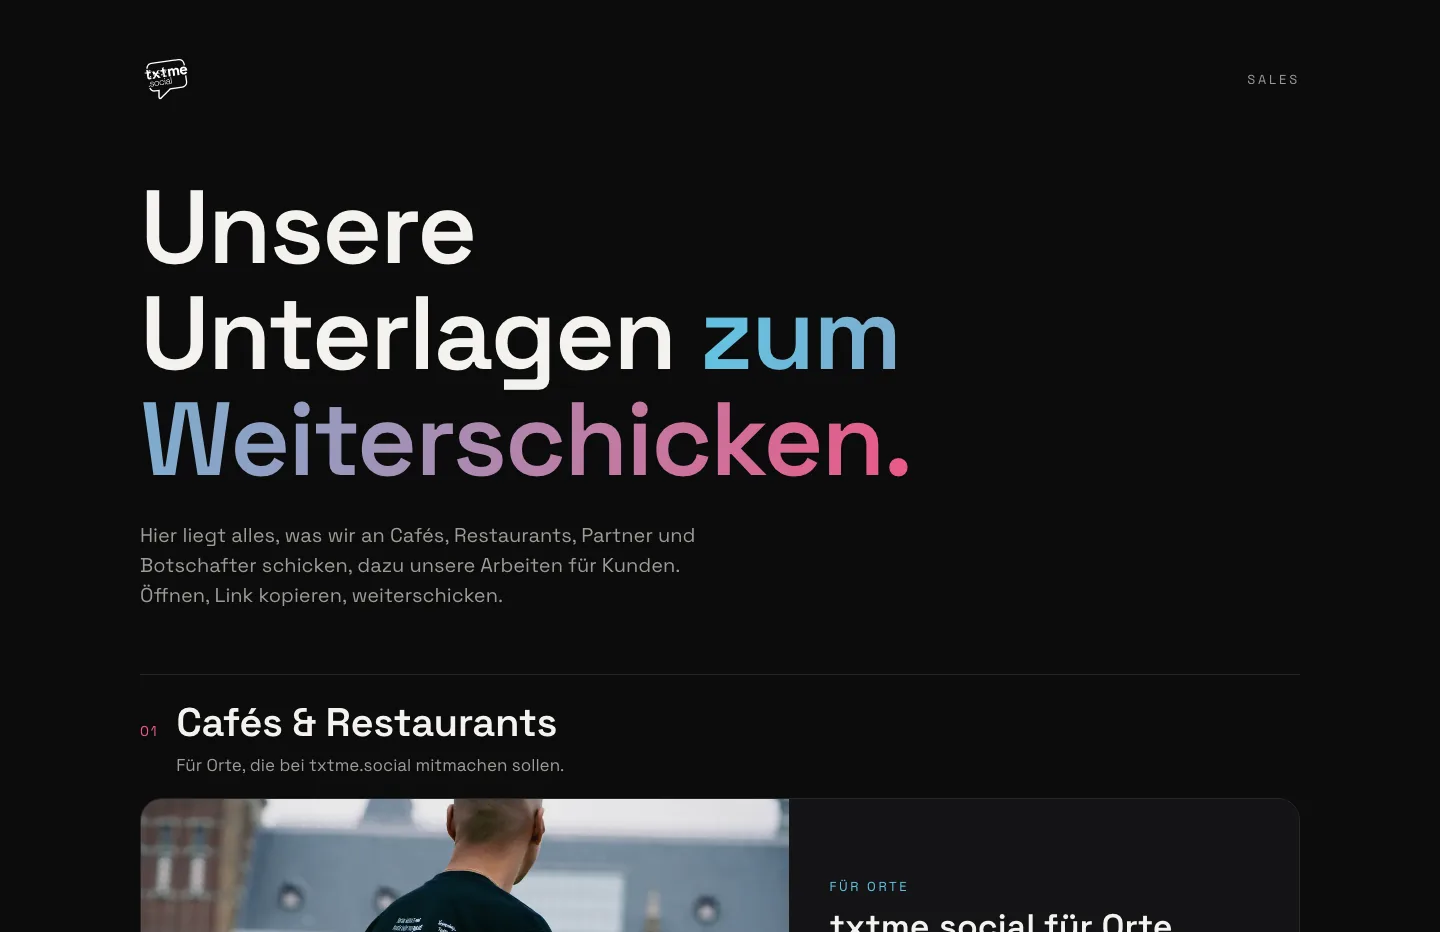 txtme
social
SALES
Unsere
Unterlagen zum
Weiterschicken.
Hier liegt alles, was wir an Cafés, Restaurants, Partner und
Botschafter schicken, dazu unsere Arbeiten für Kunden.
Öffnen, Link kopieren, weiterschicken.
01 Cafés & Restaurants
Für Orte, die bei txtme.social mitmachen sollen.
FÜR ORTE
txtme social für Orte